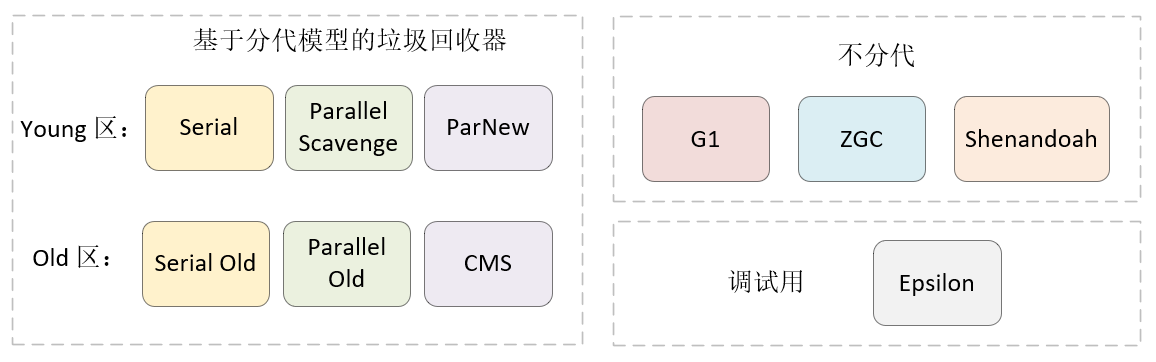 基于分代模型的垃圾回收器
Young 区：
Serial
Parallel
Scavenge
ParNew
Old 区：
Serial Old
Parallel
Old
CMS
不分代
G1
ZGC
Shenandoah
调试用
Epsilon